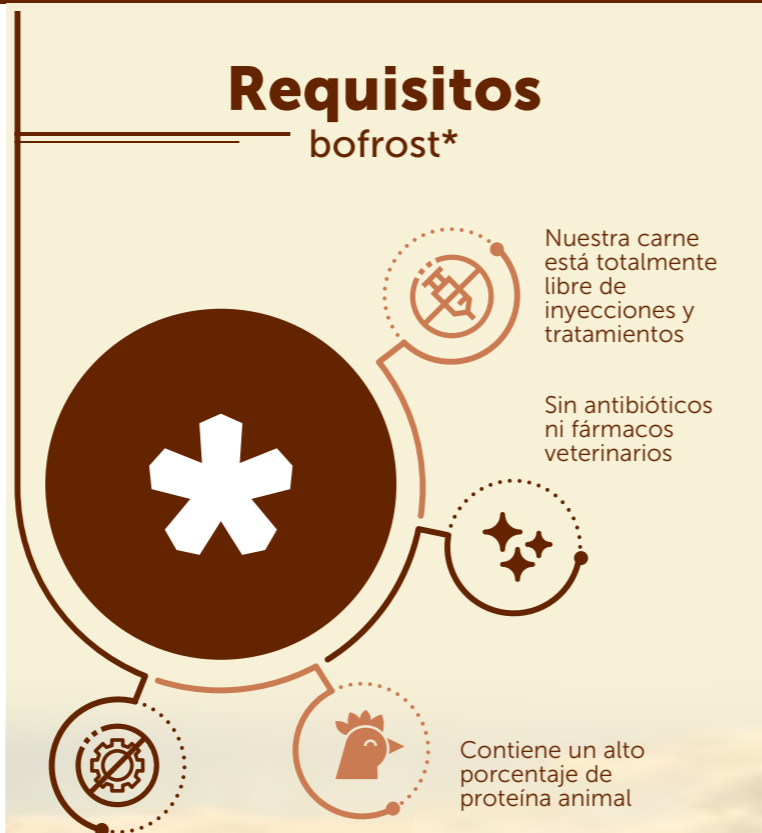 Requisitos
bofrost*
Nuestra carne
está totalmente
libre de
inyecciones y
tratamientos
Sin antibióticos
ni fármacos
veterinarios
Contiene un alto
porcentaje de
proteína animal